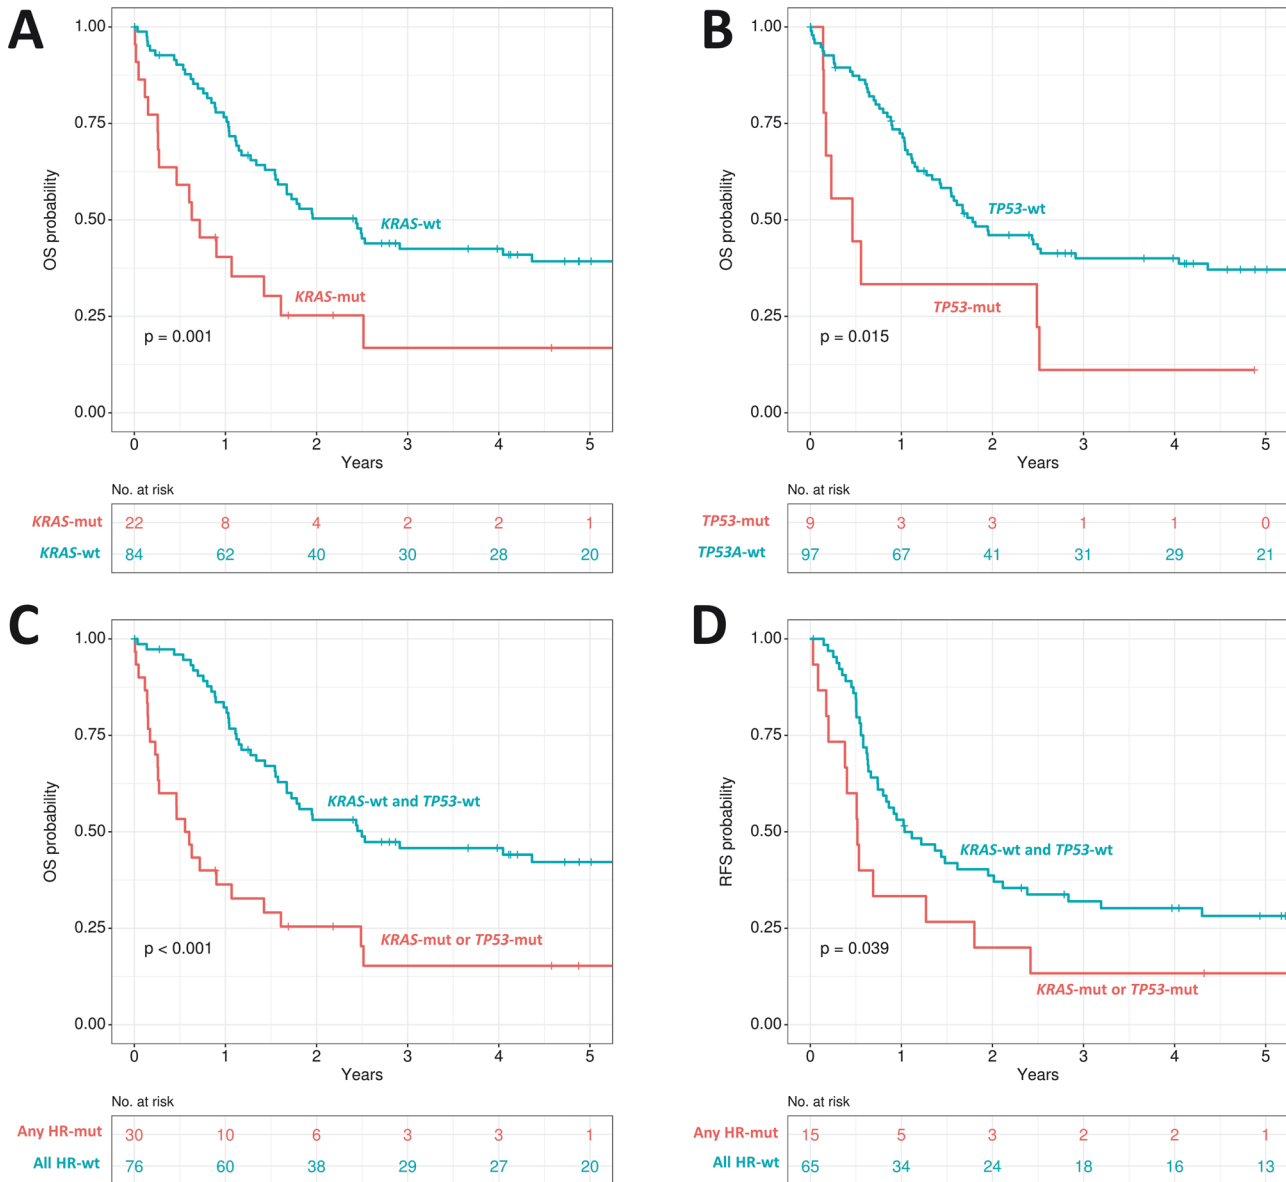 A
1.00
0.75
0.50
0.25
0.00
OS probability
KRAS-wt
KRAS-mut
p = 0.001
0 1 2 3 4 5
Years
No. at risk
KRAS-mut 22 8 4 2 2 1
KRAS-wt 84 62 40 30 28 20
B
1.00
0.75
0.50
0.25
0.00
OS probability
TP53-wt
TP53-mut
p = 0.015
0 1 2 3 4 5
Years
No. at risk
TP53-mut 9 3 3 1 1 0
TP53A-wt 97 67 41 31 29 21
C
1.00
0.75
0.50
0.25
0.00
OS probability
KRAS-wt and TP53-wt
KRAS-mut or TP53-mut
p < 0.001
0 1 2 3 4 5
Years
No. at risk
Any HR-mut 30 10 6 3 3 1
All HR-wt 76 60 38 29 27 20
D
1.00
0.75
0.50
0.25
0.00
RFS probability
KRAS-wt and TP53-wt
p = 0.039
KRAS-mut or TP53-mut
0 1 2 3 4 5
Years
No. at risk
Any HR-mut 15 5 3 2 2 1
All HR-wt 65 34 24 18 16 13